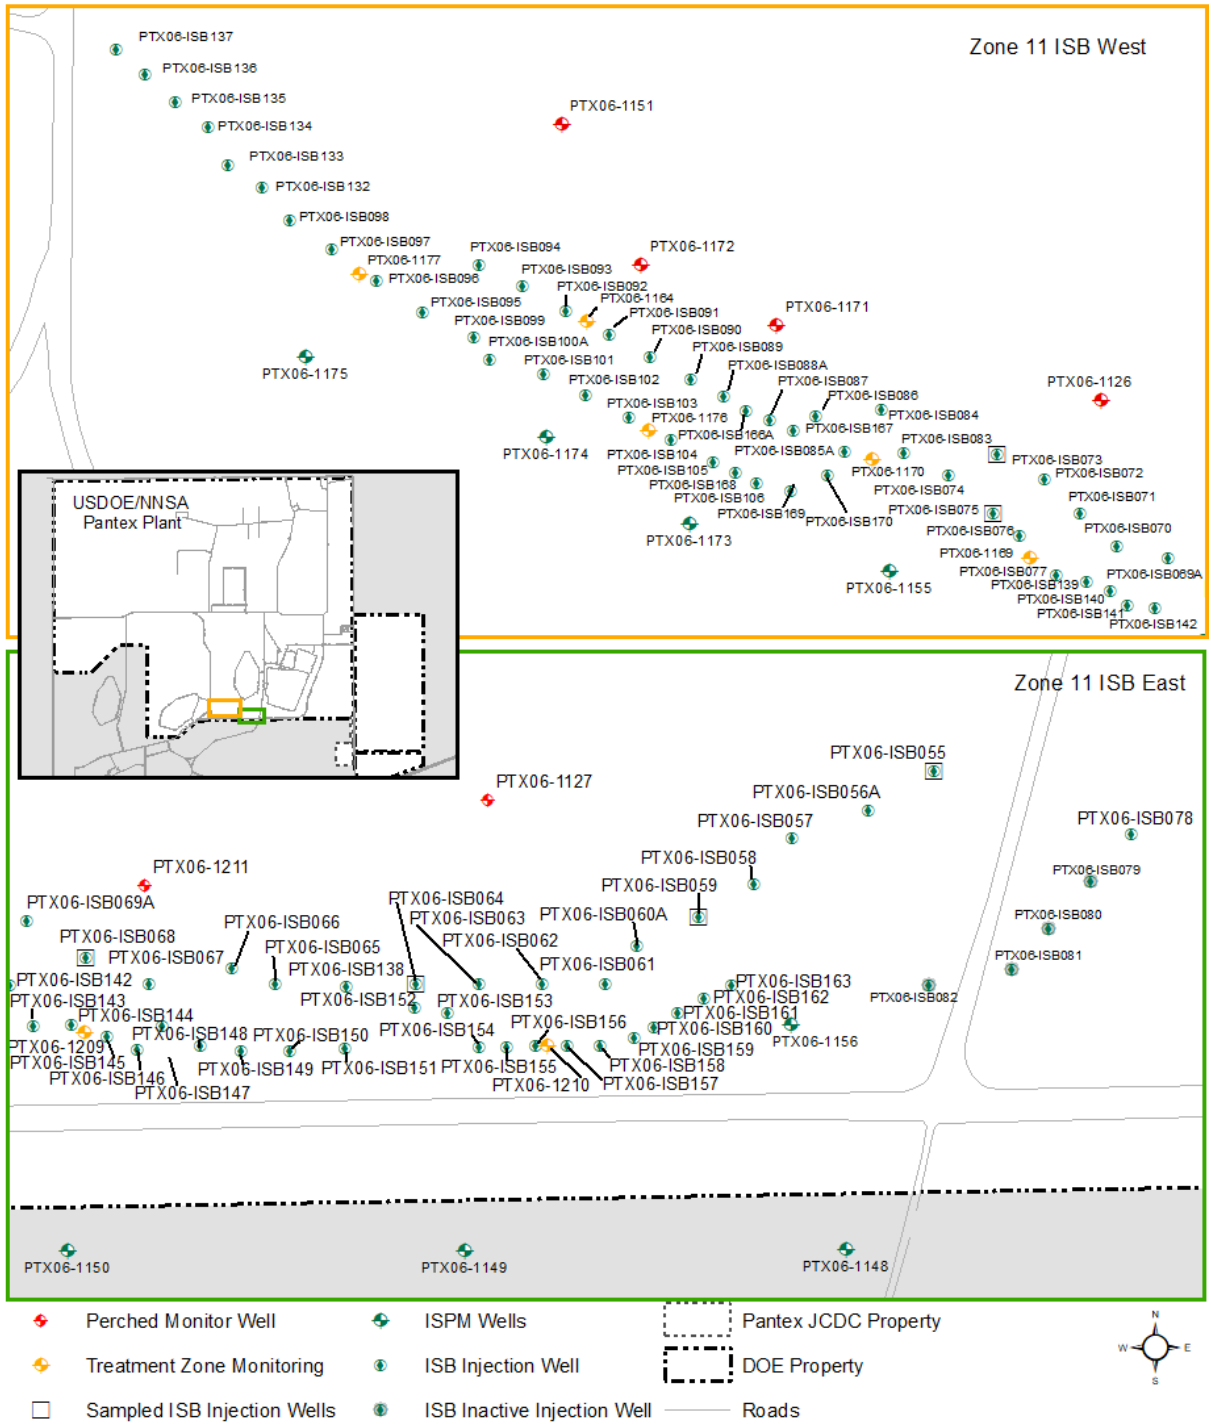 Zone 11 ISB West
PTX06-ISB137
PTX06-ISB136
PTX06-ISB135
PTX06-1151
PTX06-ISB134
PTX06-ISB133
PTX06-ISB132
PTX06-ISB098
PTX06-ISB097
PTX06-ISB094
PTX06-1172
PTX06-1177
PTX06-ISB093
PTX06-ISB096
PTX06-ISB092
PTX06-1164
PTX06-ISB095
PTX06-1171
PTX06-ISB091
PTX06-ISB099
PTX06-ISB090
PTX06-ISB100A
PTX06-ISB089
PTX06-ISB101
PTX06-ISB088A
PTX06-1175
PTX06-ISB102
PTX06-ISB087
PTX06-1126
PTX06-ISB086
PTX06-ISB103
PTX06-1176
PTX06-ISB084
PTX06-ISB167
PTX06-ISB166A
PTX06-ISB083
PTX06-1174
PTX06-ISB104
PTX06-ISB085A
PTX06-ISB073
PTX06-ISB105
PTX06-1170
PTX06-ISB072
PTX06-ISB168
PTX06-ISB074
PTX06-ISB106
PTX06-ISB071
PTX06-ISB169
PTX06-ISB075
PTX06-ISB170
PTX06-ISB070
PTX06-ISB076
PTX06-1173
PTX06-1169
PTX06-ISB077
PTX06-ISB069A
PTX06-1155
PTX06-ISB139
PTX06-ISB140
PTX06-ISB141
PTX06-ISB142
USDOE/NNSA
Pantex Plant
Zone 11 ISB East
PTX06-ISB055
PTX06-1127
PTX06-ISB056A
PTX06-ISB057
PTX06-ISB078
PTX06-ISB058
PTX06-1211
PTX06-ISB079
PTX06-ISB059
PTX06-ISB069A
PTX06-ISB064
PTX06-ISB060A
PTX06-ISB080
PTX06-ISB066
PTX06-ISB063
PTX06-ISB068
PTX06-ISB065
PTX06-ISB062
PTX06-ISB067
PTX06-ISB138
PTX06-ISB061
PTX06-ISB081
PTX06-ISB142
PTX06-ISB163
PTX06-ISB143
PTX06-ISB152
PTX06-ISB153
PTX06-ISB162
PTX06-ISB082
PTX06-ISB144
PTX06-ISB161
PTX06-ISB148
PTX06-ISB150
PTX06-ISB154
PTX06-ISB156
PTX06-ISB160
PTX06-1156
PTX06-1209
PTX06-ISB159
PTX06-ISB145
PTX06-ISB149
PTX06-ISB151
PTX06-ISB155
PTX06-ISB158
PTX06-ISB146
PTX06-1210
PTX06-ISB157
PTX06-ISB147
PTX06-1150
PTX06-1149
PTX06-1148
Perched Monitor Well
ISPM Wells
Pantex JCDC Property
Treatment Zone Monitoring
ISB Injection Well
DOE Property
Sampled ISB Injection Wells
ISB Inactive Injection Well
Roads
N
W
E
S